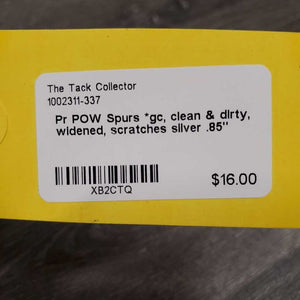 The Tack Collector
1002311-337
Pr POW Spurs *gc, clean & dirty,
widened, scratches silver .85"
XB2CTQ
$16.00